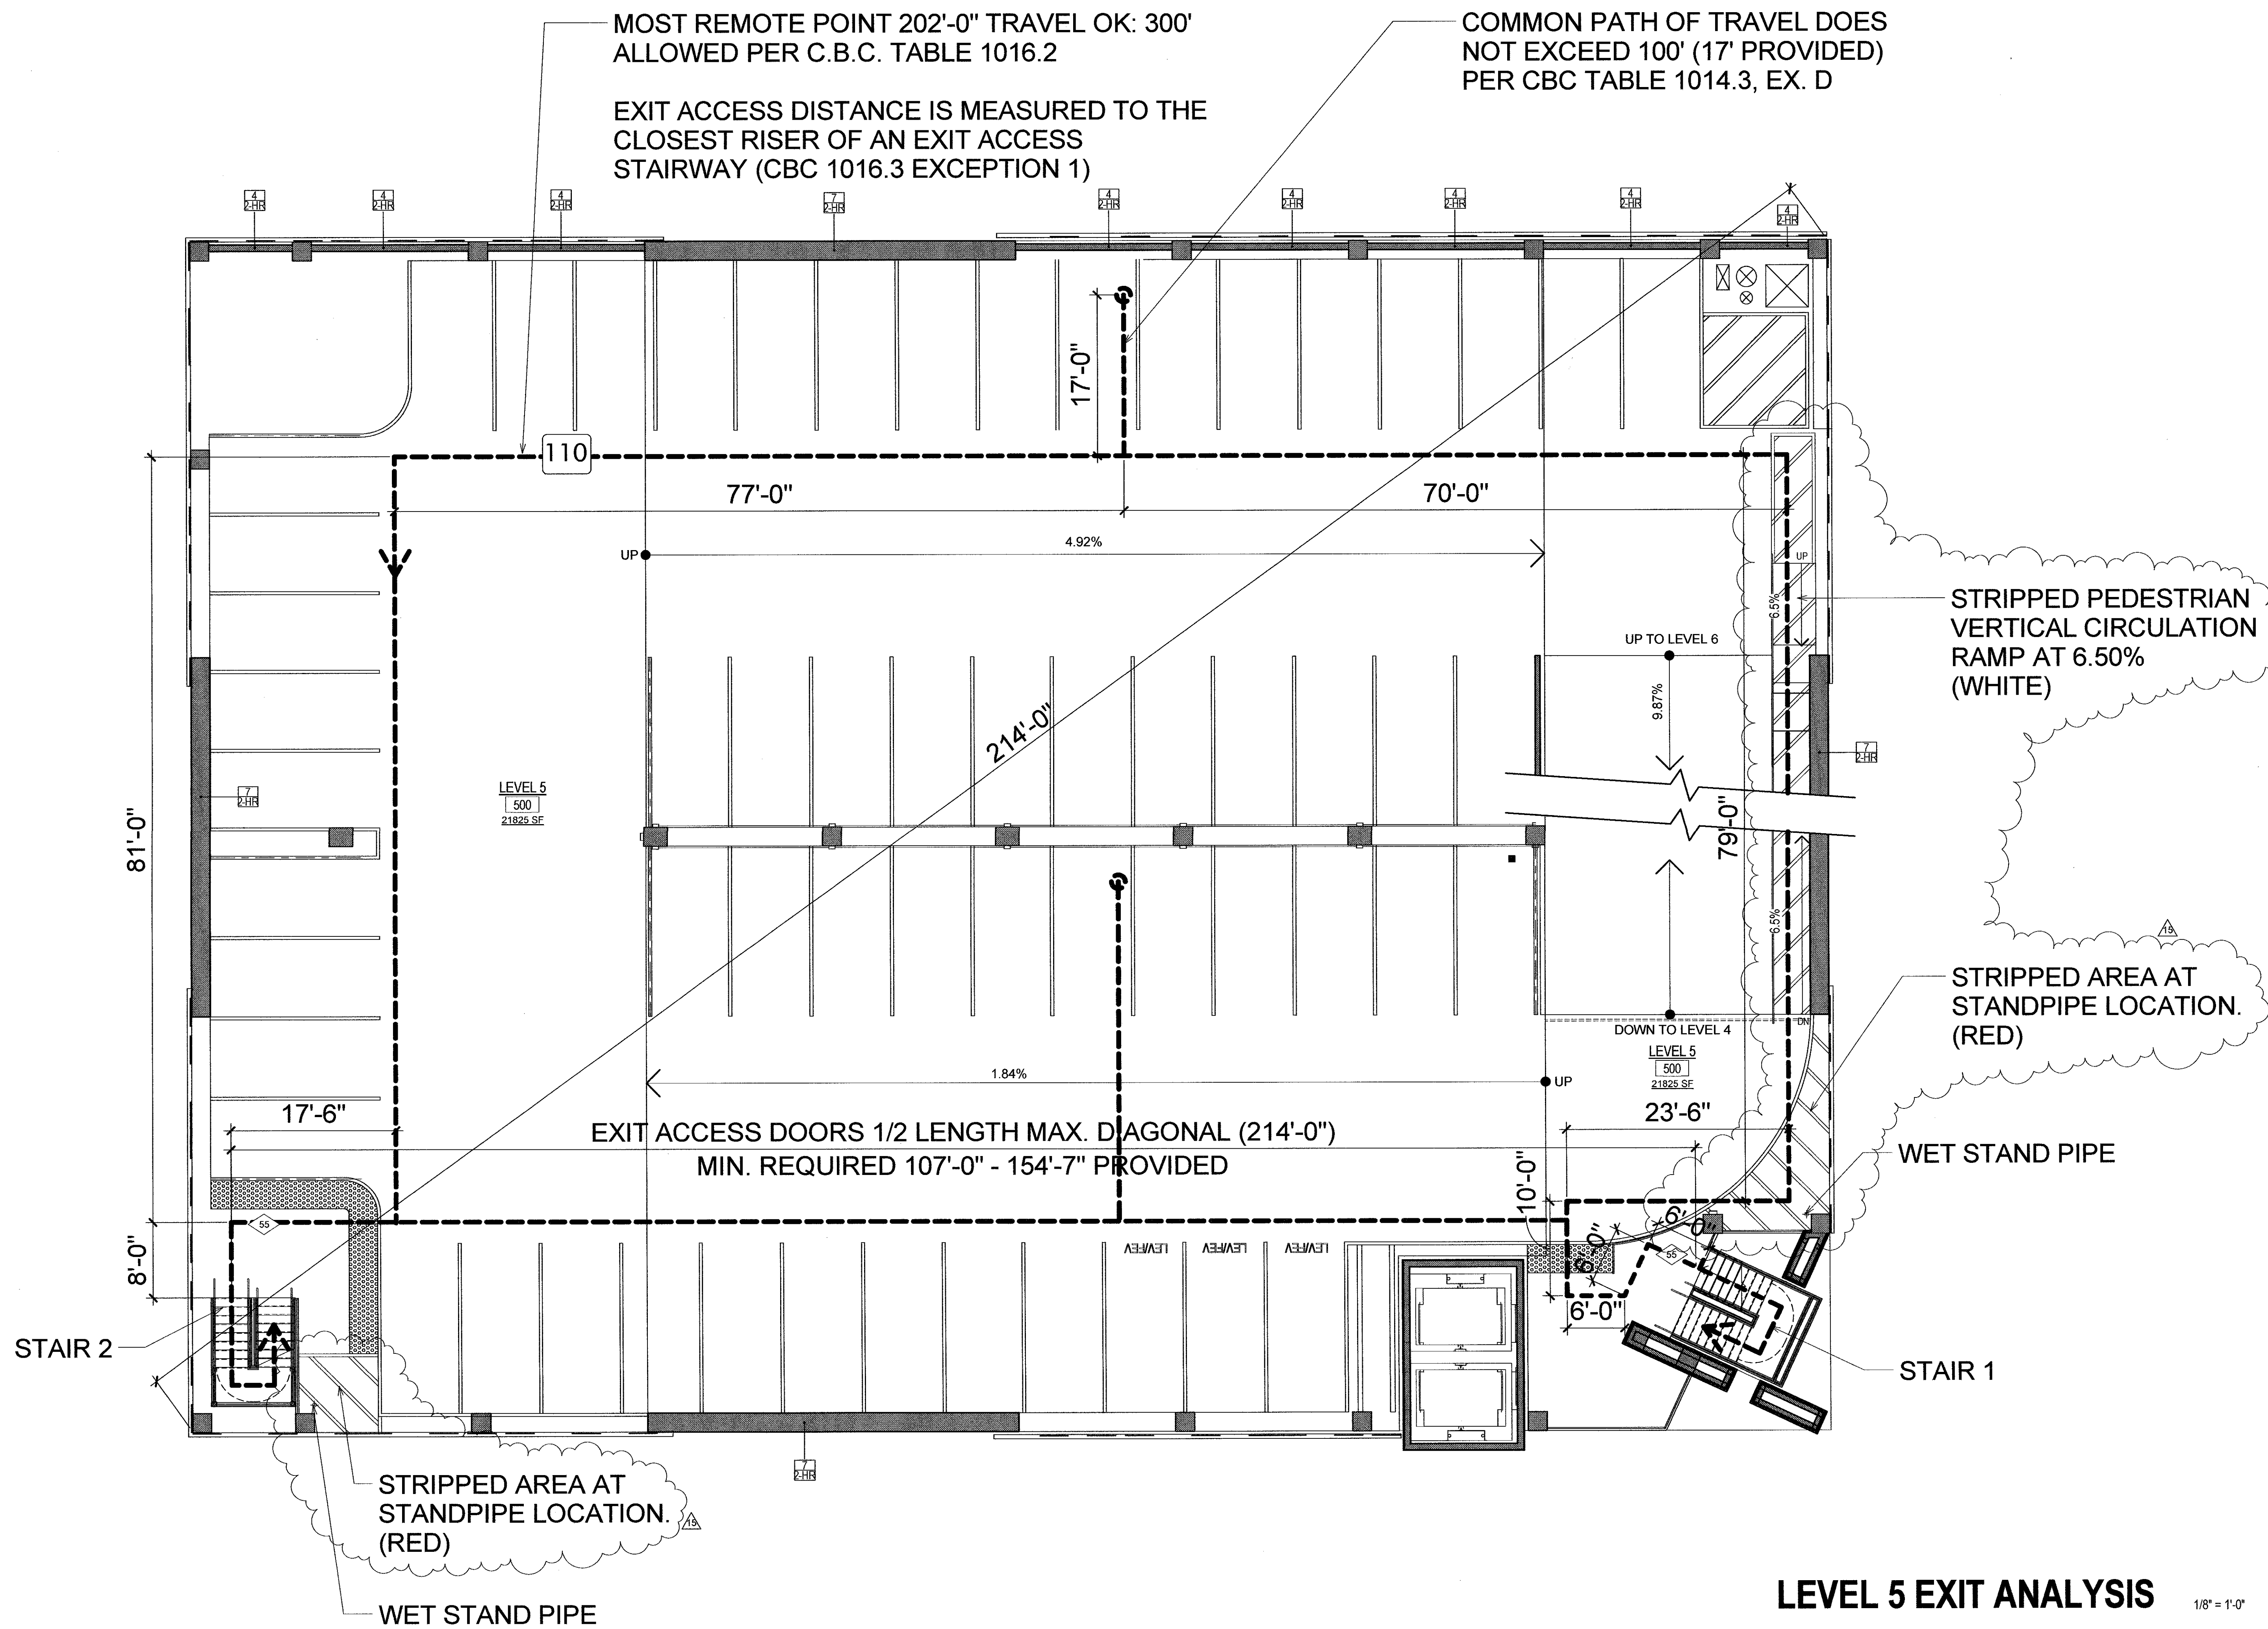 MOST REMOTE POINT 202'-0" TRAVEL OK: 300'
ALLOWED PER C.B.C. TABLE 1016.2
EXIT ACCESS DISTANCE IS MEASURED TO THE
CLOSEST RISER OF AN EXIT ACCESS
STAIRWAY (CBC 1016.3 EXCEPTION 1)
COMMON PATH OF TRAVEL DOES
NOT EXCEED 100' (17' PROVIDED)
PER CBC TABLE 1014.3, EX. D
4
2-HR
4
2-HR
4
2-HR
7
2-HR
4
2-HR
4
2-HR
4
2-HR
4
2-HR
4
2-HR
17'-0"
110
77'-0"
70'-0"
UP
4.92%
UP
6.5%
STRIPPED PEDESTRIAN
VERTICAL CIRCULATION
RAMP AT 6.50%
(WHITE)
UP TO LEVEL 6
9.87%
214'-0"
7
2-HR
7
2-HR
LEVEL 5
500
21825 SF
81'-0"
79'-0"
6.5%
15
STRIPPED AREA AT
STANDPIPE LOCATION.
(RED)
DN
DOWN TO LEVEL 4
LEVEL 5
500
21825 SF
1.84%
UP
17'-6"
23'-6"
EXIT ACCESS DOORS 1/2 LENGTH MAX. DIAGONAL (214'-0")
MIN. REQUIRED 107'-0" - 154'-7" PROVIDED
WET STAND PIPE
10'-0"
55
6'-0"
6'-0"
55
8'-0"
LEV/FEV
LEV/FEV
LEV/FEV
6'-0"
STAIR 2
STAIR 1
7
2-HR
STRIPPED AREA AT
STANDPIPE LOCATION.
(RED)
15
WET STAND PIPE
LEVEL 5 EXIT ANALYSIS
1/8" = 1'-0"